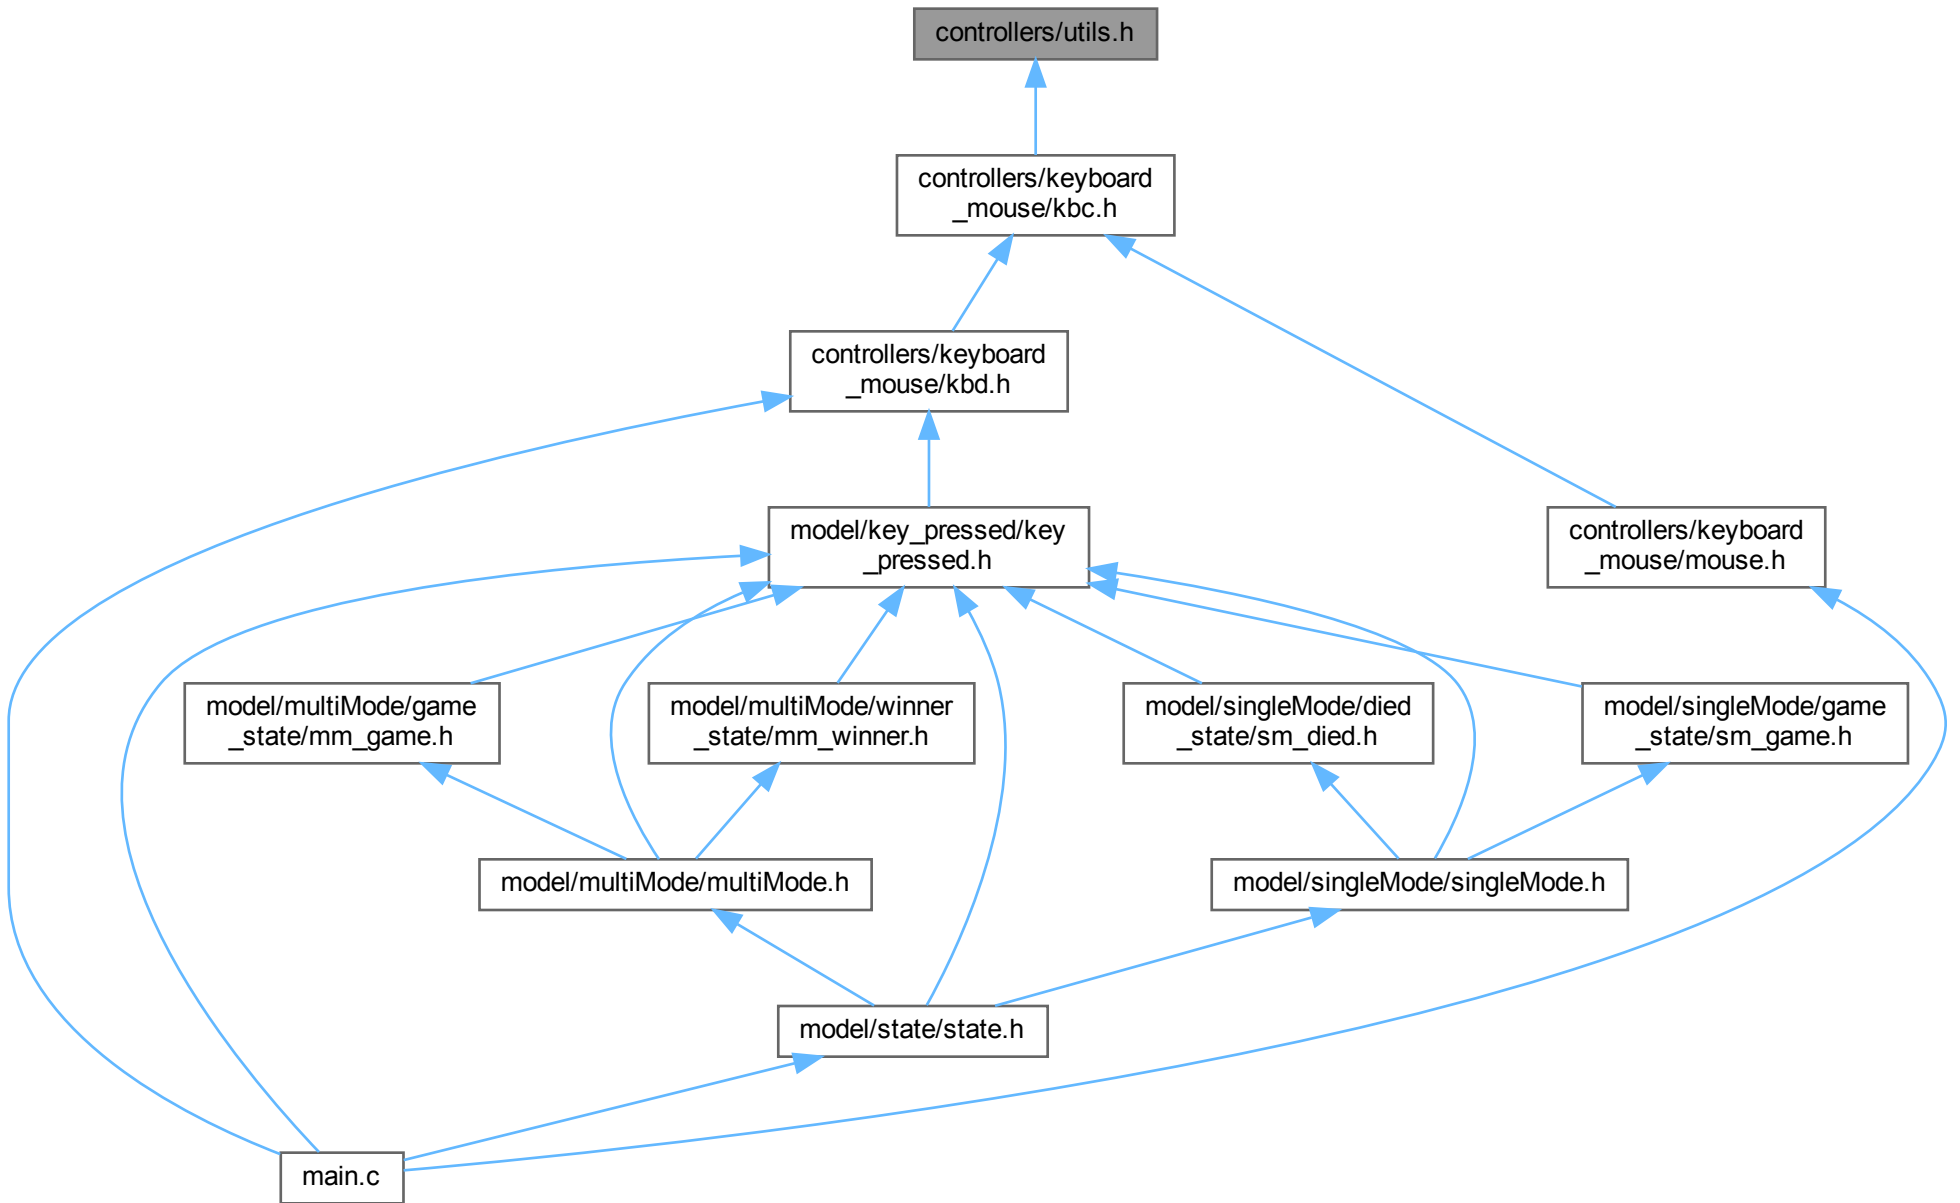 controllers/utils.h
controllers/keyboard
_mouse/kbc.h
controllers/keyboard
_mouse/kbd.h
model/key_pressed/key
_pressed.h
controllers/keyboard
_mouse/mouse.h
model/multiMode/game
_state/mm_game.h
model/multiMode/winner
_state/mm_winner.h
model/singleMode/died
_state/sm_died.h
model/singleMode/game
_state/sm_game.h
model/multiMode/multiMode.h
model/singleMode/singleMode.h
model/state/state.h
main.c